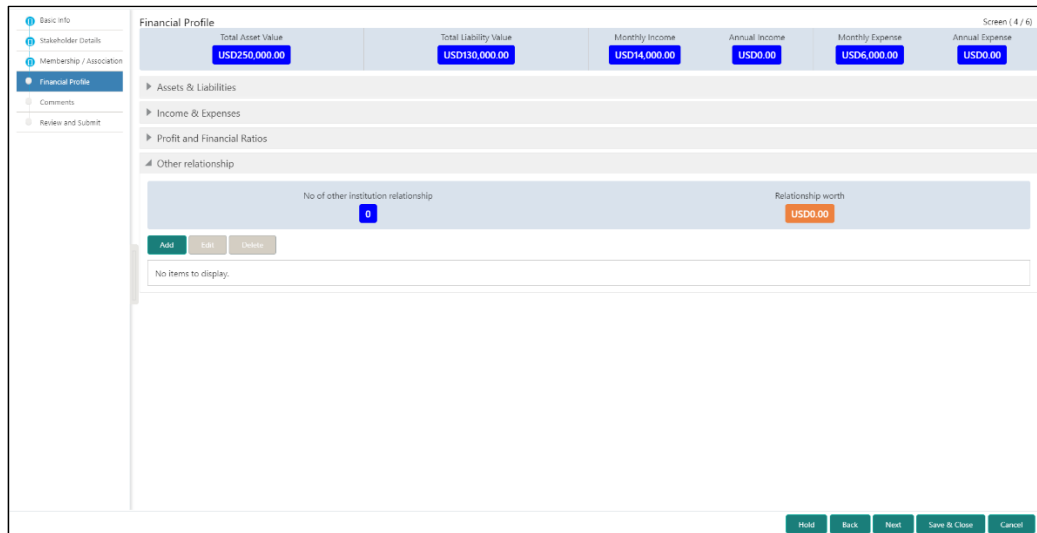 Basic Info
Stakeholder Details
Membership / Association
Financial Profile
Comments
Review and Submit
Financial Profile Screen ( 4 / 6)
Total Asset Value Total Liability Value Monthly Income Annual Income Monthly Expense Annual Expense
USD250,000.00 USD130,000.00 USD14,000.00 USD0.00 USD6,000.00 USD0.00
Assets & Liabilities
Income & Expenses
Profit and Financial Ratios
Other relationship
No of other institution relationship Relationship worth
0 USD0.00
Add Edit Delete
No items to display.
Hold Back Next Save & Close Cancel